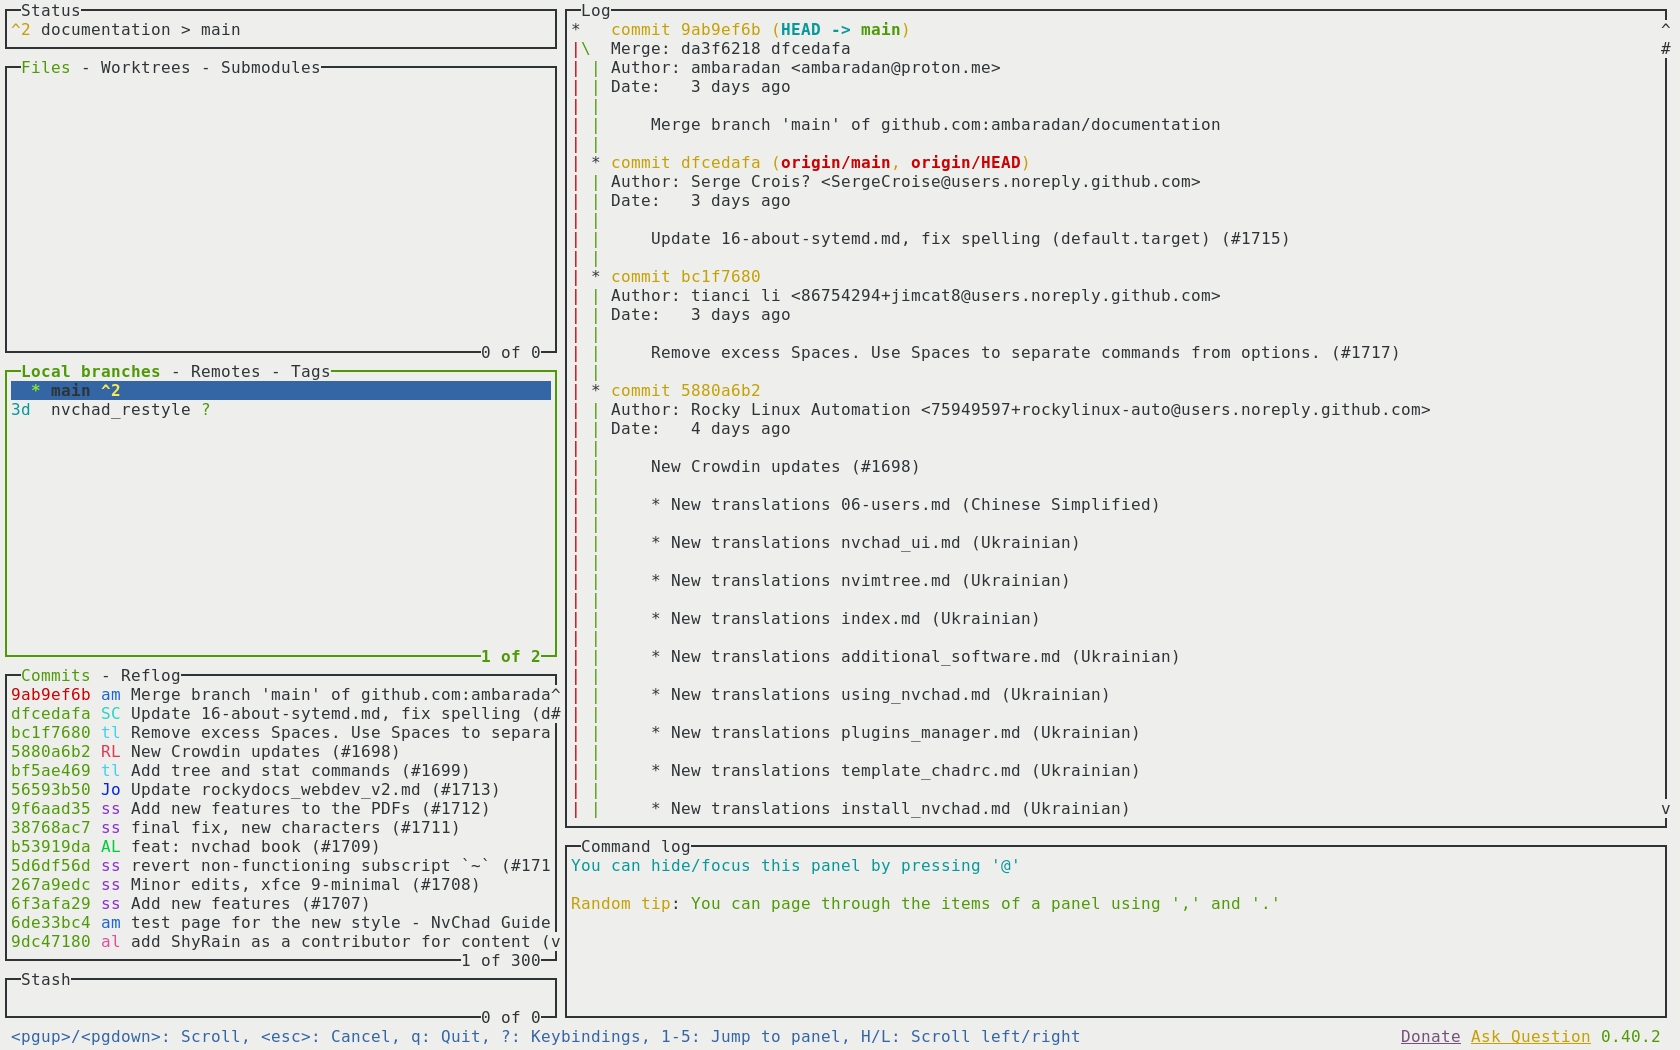 Status
^2 documentation > main
Files - Worktrees - Submodules
0 of 0
Local branches - Remotes - Tags
* main ^2
3d nvchad_restyle ?
1 of 2
Commits - Reflog
9ab9ef6b am Merge branch 'main' of github.com:ambarada^
dfcedafa SC Update 16-about-sytemd.md, fix spelling (d#
bc1f7680 tl Remove excess Spaces. Use Spaces to separa
5880a6b2 RL New Crowdin updates (#1698)
bf5ae469 tl Add tree and stat commands (#1699)
56593b50 Jo Update rockydocs_webdev_v2.md (#1713)
9f6aad35 ss Add new features to the PDFs (#1712)
38768ac7 ss final fix, new characters (#1711)
b53919da AL feat: nvchad book (#1709)
5d6df56d ss revert non-functioning subscript `~` (#171
267a9edc ss Minor edits, xfce 9-minimal (#1708)
6f3afa29 ss Add new features (#1707)
6de33bc4 am test page for the new style - NvChad Guide
9dc47180 al add ShyRain as a contributor for content (v
1 of 300
Stash
0 of 0
Log
* commit 9ab9ef6b (HEAD -> main) ^
|\ Merge: da3f6218 dfcedafa #
| | Author: ambaradan <ambaradan@proton.me>
| | Date: 3 days ago
| |
| | Merge branch 'main' of github.com:ambaradan/documentation
| |
| * commit dfcedafa (origin/main, origin/HEAD)
| | Author: Serge Crois? <SergeCroise@users.noreply.github.com>
| | Date: 3 days ago
| |
| | Update 16-about-sytemd.md, fix spelling (default.target) (#1715)
| |
| * commit bc1f7680
| | Author: tianci li <86754294+jimcat8@users.noreply.github.com>
| | Date: 3 days ago
| |
| | Remove excess Spaces. Use Spaces to separate commands from options. (#1717)
| |
| * commit 5880a6b2
| | Author: Rocky Linux Automation <75949597+rockylinux-auto@users.noreply.github.com>
| | Date: 4 days ago
| |
| | New Crowdin updates (#1698)
| |
| | * New translations 06-users.md (Chinese Simplified)
| |
| | * New translations nvchad_ui.md (Ukrainian)
| |
| | * New translations nvimtree.md (Ukrainian)
| |
| | * New translations index.md (Ukrainian)
| |
| | * New translations additional_software.md (Ukrainian)
| |
| | * New translations using_nvchad.md (Ukrainian)
| |
| | * New translations plugins_manager.md (Ukrainian)
| |
| | * New translations template_chadrc.md (Ukrainian)
| |
| | * New translations install_nvchad.md (Ukrainian) v
Command log
You can hide/focus this panel by pressing '@'
Random tip: You can page through the items of a panel using ',' and '.'
<pgup>/<pgdown>: Scroll, <esc>: Cancel, q: Quit, ?: Keybindings, 1-5: Jump to panel, H/L: Scroll left/right Donate Ask Question 0.40.2